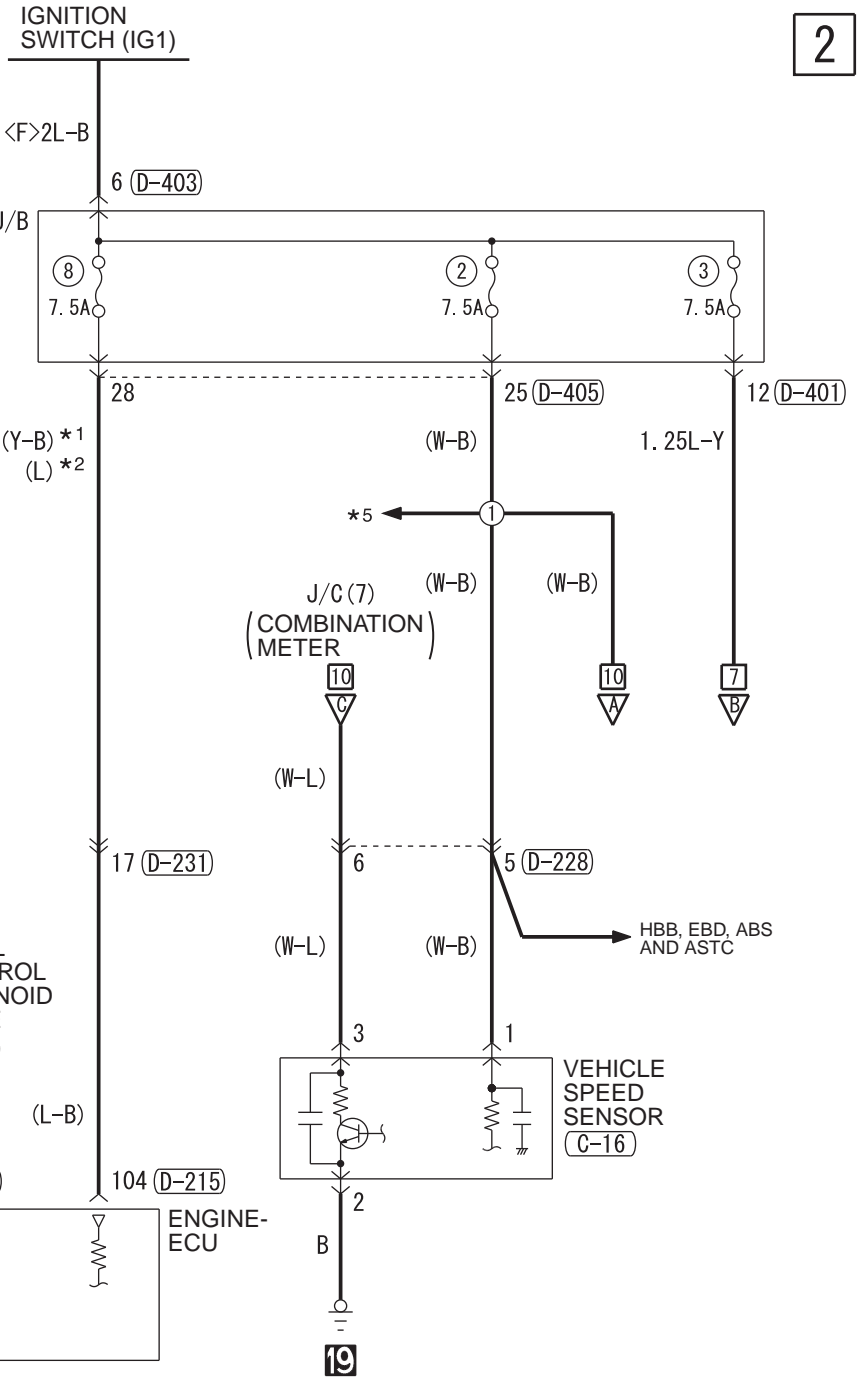 IGNITION
SWITCH (IG1)
2
<F>2L-B
6 (D-403)
J/B
8
7.5A
2
7.5A
3
7.5A
28
25 (D-405)
12 (D-401)
(Y-B) *1
(L) *2
(W-B)
1.25L-Y
*5
1
(W-B)
(W-B)
J/C(7)
(COMBINATION
METER)
10
C
10
A
7
B
(W-L)
17 (D-231)
6
5 (D-228)
HBB, EBD, ABS
AND ASTC
(W-L)
(W-B)
ROL
NOID
3
1
VEHICLE
SPEED
SENSOR
(C-16)
(L-B)
104 (D-215)
ENGINE-
ECU
2
B
19